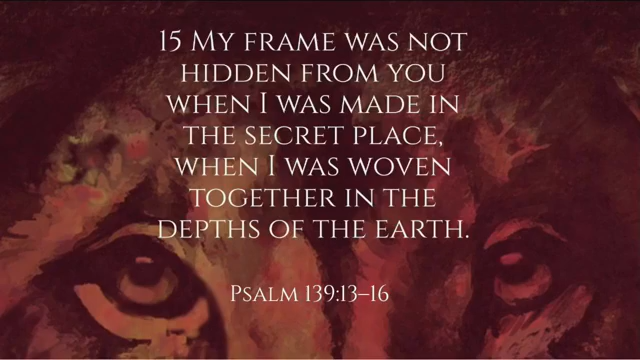 15 My frame was not
hidden from you
when I was made in
the secret place,
when I was woven
together in the
depths of the earth.
Psalm 139:13–16